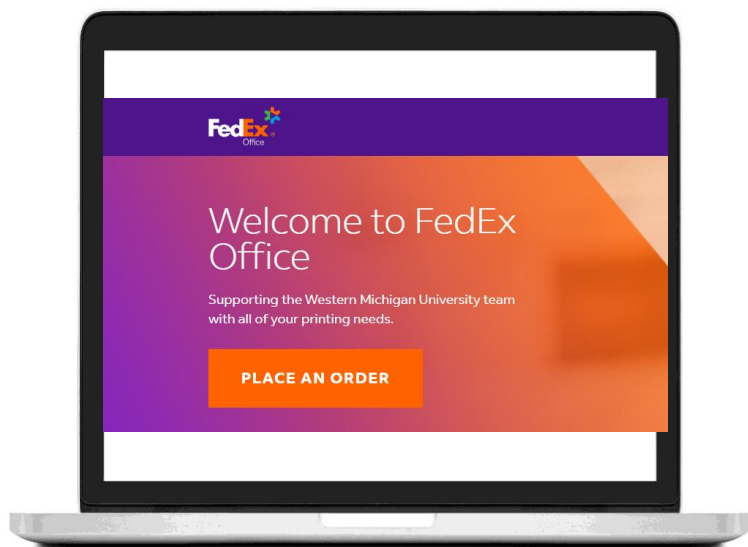 FedEx®
Office
Welcome to FedEx
Office
Supporting the Western Michigan University team
with all of your printing needs.
PLACE AN ORDER